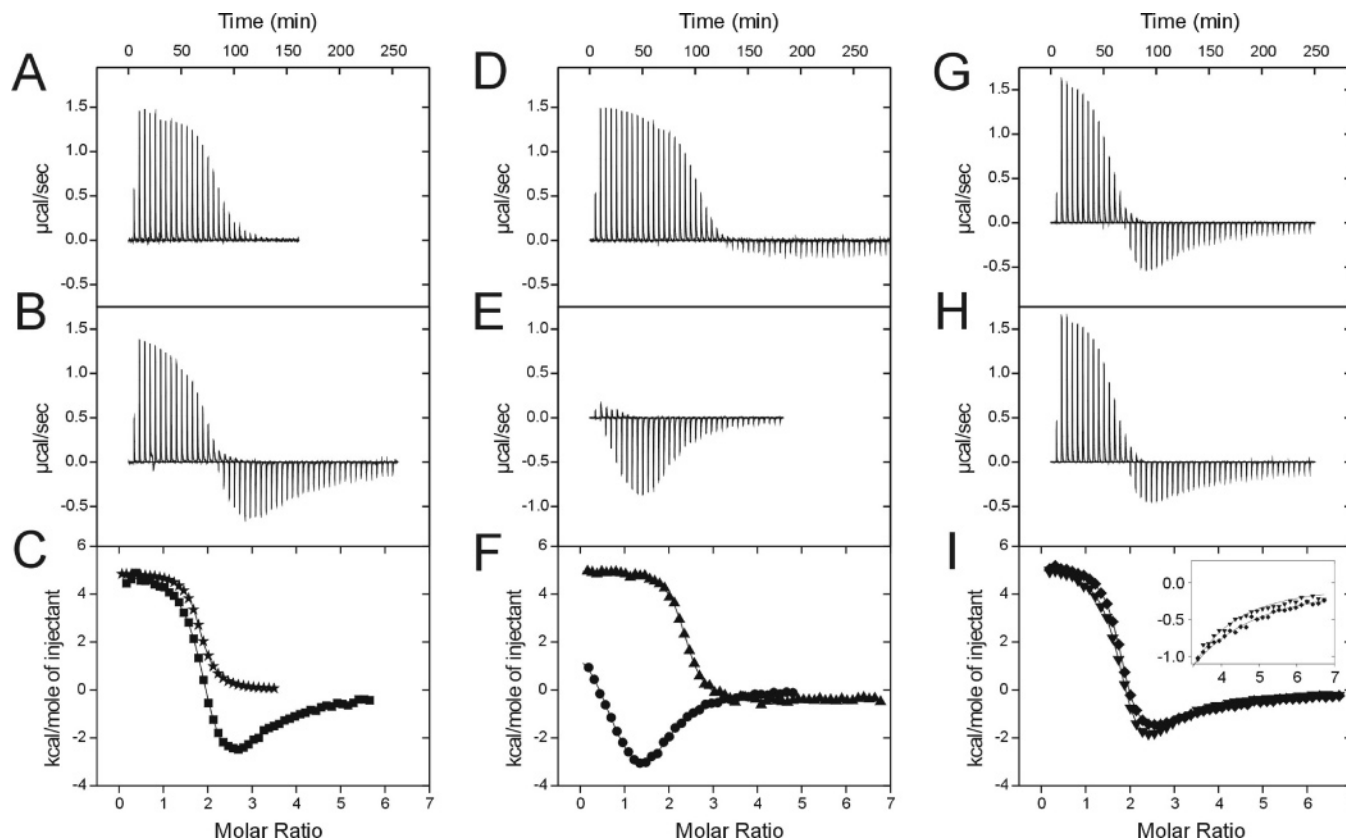 Time (min)
0 50 100 150 200 250
A
1.5
1.0
0.5
0.0
-0.5
µcal/sec
B
1.5
1.0
0.5
0.0
-0.5
µcal/sec
C
6
4
2
0
-2
-4
kcal/mole of injectant
0 1 2 3 4 5 6 7
Molar Ratio
Time (min)
0 50 100 150 200 250
D
1.5
1.0
0.5
0.0
-0.5
µcal/sec
E
1.0
0.5
0.0
-0.5
-1.0
µcal/sec
F
6
4
2
0
-2
-4
kcal/mole of injectant
0 1 2 3 4 5 6 7
Molar Ratio
Time (min)
0 50 100 150 200 250
G
1.5
1.0
0.5
0.0
-0.5
µcal/sec
H
1.5
1.0
0.5
0.0
-0.5
µcal/sec
I
6
4
2
0
-2
-4
kcal/mole of injectant
0.0
-0.5
-1.0
4 5 6 7
0 1 2 3 4 5 6
Molar Ratio